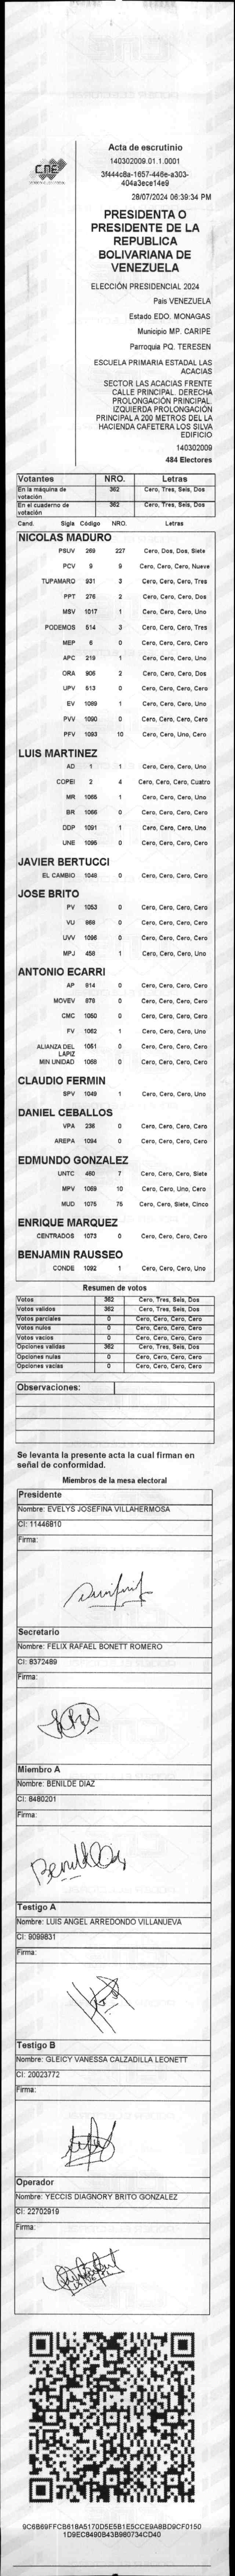 CNE
Acta de escrutinio
140302009.01.1.0001
3f444c8a-1657-446e-a303-
404a3ece14e9
28/07/2024 06:39:34 PM
PRESIDENTA O
PRESIDENTE DE LA
REPUBLICA
BOLIVARIANA DE
VENEZUELA
ELECCIÓN PRESIDENCIAL 2024
País VENEZUELA
Estado EDO. MONAGAS
Municipio MP. CARIPE
Parroquia PQ. TERESEN
ESCUELA PRIMARIA ESTADAL LAS
ACACIAS
SECTOR LAS ACACIAS FRENTE
CALLE PRINCIPAL. DERECHA
PROLONGACIÓN PRINCIPAL.
IZQUIERDA PROLONGACIÓN
PRINCIPAL A 200 METROS DEL LA
HACIENDA CAFETERA LOS SILVA
EDIFICIO
140302009
484 Electores
Votantes NRO. Letras
En la máquina de votación 362 Cero, Tres, Seis, Dos
En el cuaderno de votación 362 Cero, Tres, Seis, Dos
Cand. Sigla Código NRO. Letras
NICOLAS MADURO
PSUV 269 227 Cero, Dos, Dos, Siete
PCV 9 9 Cero, Cero, Cero, Nueve
TUPAMARO 931 3 Cero, Cero, Cero, Tres
PPT 276 2 Cero, Cero, Cero, Dos
MSV 1017 1 Cero, Cero, Cero, Uno
PODEMOS 514 3 Cero, Cero, Cero, Tres
MEP 6 0 Cero, Cero, Cero, Cero
APC 219 1 Cero, Cero, Cero, Uno
ORA 906 2 Cero, Cero, Cero, Dos
UPV 513 0 Cero, Cero, Cero, Cero
EV 1089 1 Cero, Cero, Cero, Uno
PVV 1090 0 Cero, Cero, Cero, Cero
PFV 1093 10 Cero, Cero, Uno, Cero
LUIS MARTINEZ
AD 1 1 Cero, Cero, Cero, Uno
COPEI 2 4 Cero, Cero, Cero, Cuatro
MR 1065 1 Cero, Cero, Cero, Uno
BR 1066 0 Cero, Cero, Cero, Cero
DDP 1091 1 Cero, Cero, Cero, Uno
UNE 1095 0 Cero, Cero, Cero, Cero
JAVIER BERTUCCI
EL CAMBIO 1048 0 Cero, Cero, Cero, Cero
JOSE BRITO
PV 1053 0 Cero, Cero, Cero, Cero
VU 868 0 Cero, Cero, Cero, Cero
UVV 1096 0 Cero, Cero, Cero, Cero
MPJ 458 1 Cero, Cero, Cero, Uno
ANTONIO ECARRI
AP 914 0 Cero, Cero, Cero, Cero
MOVEV 878 0 Cero, Cero, Cero, Cero
CMC 1050 0 Cero, Cero, Cero, Cero
FV 1062 1 Cero, Cero, Cero, Uno
ALIANZA DEL LAPIZ 1051 0 Cero, Cero, Cero, Cero
MIN UNIDAD 1068 0 Cero, Cero, Cero, Cero
CLAUDIO FERMIN
SPV 1049 1 Cero, Cero, Cero, Uno
DANIEL CEBALLOS
VPA 236 0 Cero, Cero, Cero, Cero
AREPA 1094 0 Cero, Cero, Cero, Cero
EDMUNDO GONZALEZ
UNTC 460 7 Cero, Cero, Cero, Siete
MPV 1069 10 Cero, Cero, Uno, Cero
MUD 1075 75 Cero, Cero, Siete, Cinco
ENRIQUE MARQUEZ
CENTRADOS 1073 0 Cero, Cero, Cero, Cero
BENJAMIN RAUSSEO
CONDE 1092 1 Cero, Cero, Cero, Uno
Resumen de votos
Votos 362 Cero, Tres, Seis, Dos
Votos validos 362 Cero, Tres, Seis, Dos
Votos parciales 0 Cero, Cero, Cero, Cero
Votos nulos 0 Cero, Cero, Cero, Cero
Votos vacios 0 Cero, Cero, Cero, Cero
Opciones validas 362 Cero, Tres, Seis, Dos
Opciones nulas 0 Cero, Cero, Cero, Cero
Opciones vacias 0 Cero, Cero, Cero, Cero
Observaciones:
Se levanta la presente acta la cual firman en
señal de conformidad.
Miembros de la mesa electoral
Presidente
Nombre: EVELYS JOSEFINA VILLAHERMOSA
CI: 11446810
Firma:
Secretario
Nombre: FELIX RAFAEL BONETT ROMERO
CI: 8372489
Firma:
Miembro A
Nombre: BENILDE DIAZ
CI: 8480201
Firma:
Testigo A
Nombre: LUIS ANGEL ARREDONDO VILLANUEVA
CI: 9099831
Firma:
Testigo B
Nombre: GLEICY VANESSA CALZADILLA LEONETT
CI: 20023772
Firma:
Operador
Nombre: YECCIS DIAGNORY BRITO GONZALEZ
CI: 22702919
Firma:
9C6B69FFCB618A5170D5E5B1E5CCE9A8BD9CF0150
1D9EC8490B43B980734CD40